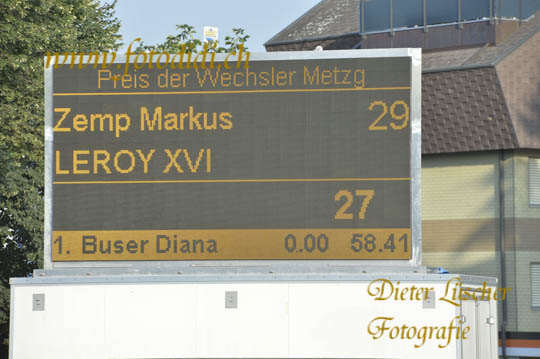 www.fotodidi.ch
Preis der Wechsler Metzg
Zemp Markus 29
LEROY XVI
27
1. Buser Diana 0.00 58.41
Dieter Lüscher
Fotografie